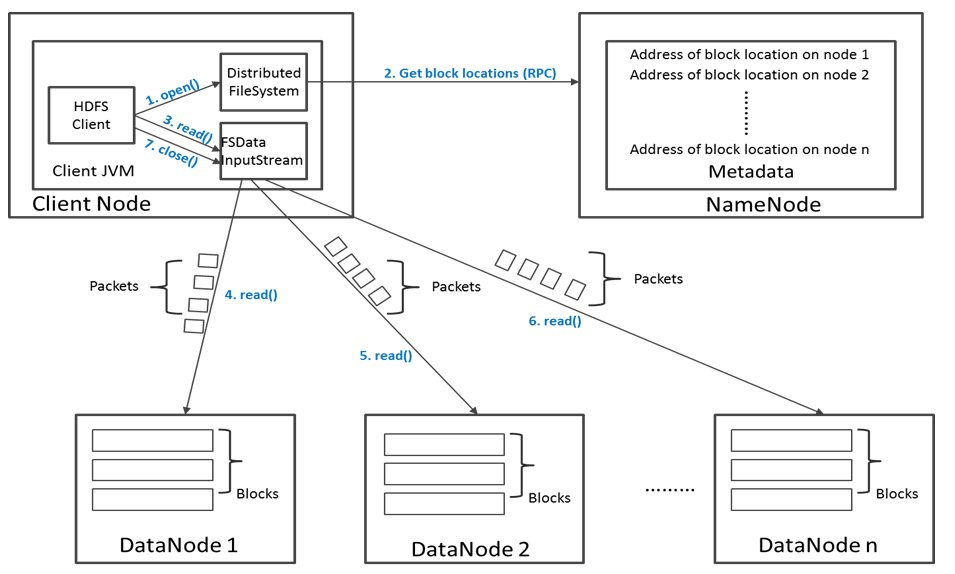 Distributed
FileSystem
HDFS
Client
1. open()
3. read()
7. close()
FSData
InputStream
Client JVM
Client Node
2. Get block locations (RPC)
Address of block location on node 1
Address of block location on node 2
Address of block location on node n
Metadata
NameNode
Packets
4. read()
Packets
5. read()
Packets
6. read()
Blocks
DataNode 1
Blocks
DataNode 2
.........
Blocks
DataNode n